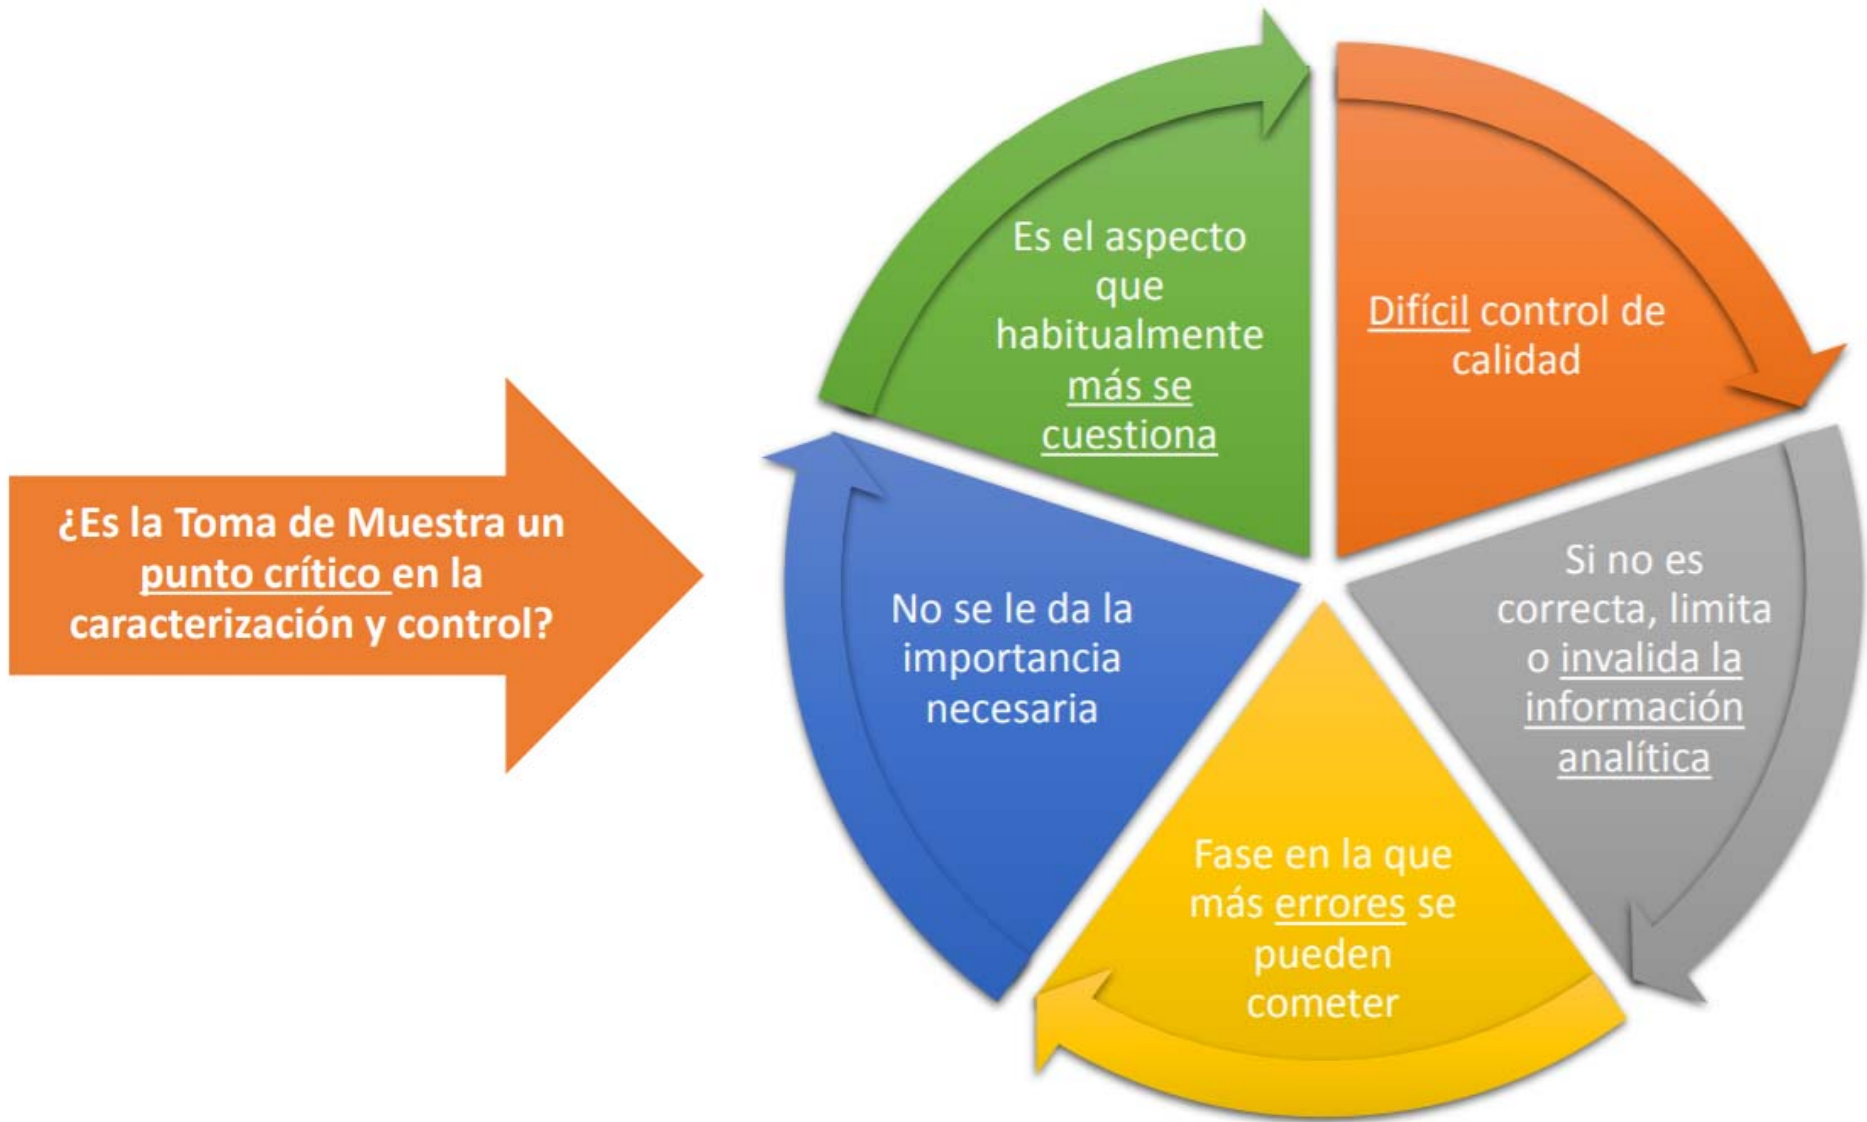 ¿Es la Toma de Muestra un
punto crítico en la
caracterización y control?
Es el aspecto
que
habitualmente
más se
cuestiona
Difícil control de
calidad
Si no es
correcta, limita
o invalida la
información
analítica
Fase en la que
más errores se
pueden
cometer
No se le da la
importancia
necesaria